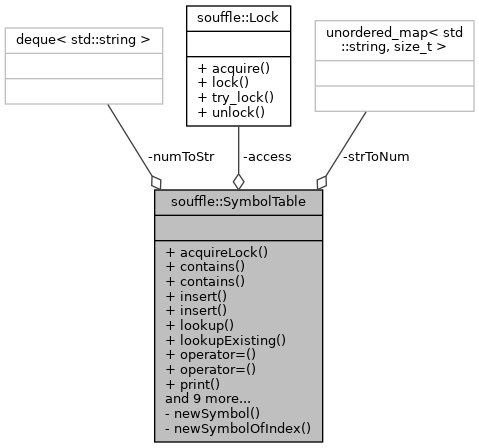 deque< std::string >
souffle::Lock
+ acquire()
+ lock()
+ try_lock()
+ unlock()
unordered_map< std
::string, size_t >
-numToStr
-access
-strToNum
souffle::SymbolTable
+ acquireLock()
+ contains()
+ contains()
+ insert()
+ insert()
+ lookup()
+ lookupExisting()
+ operator=()
+ operator=()
+ print()
and 9 more...
- newSymbol()
- newSymbolOfIndex()